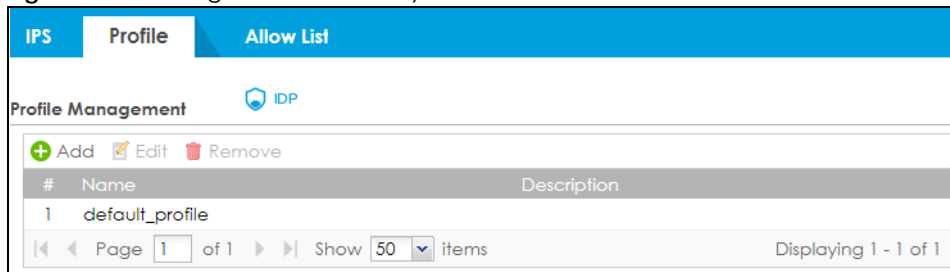 IPS Profile Allow List
Profile Management IDP
Add Edit Remove
# Name Description
1 default_profile
Page 1 of 1 Show 50 items Displaying 1 - 1 of 1